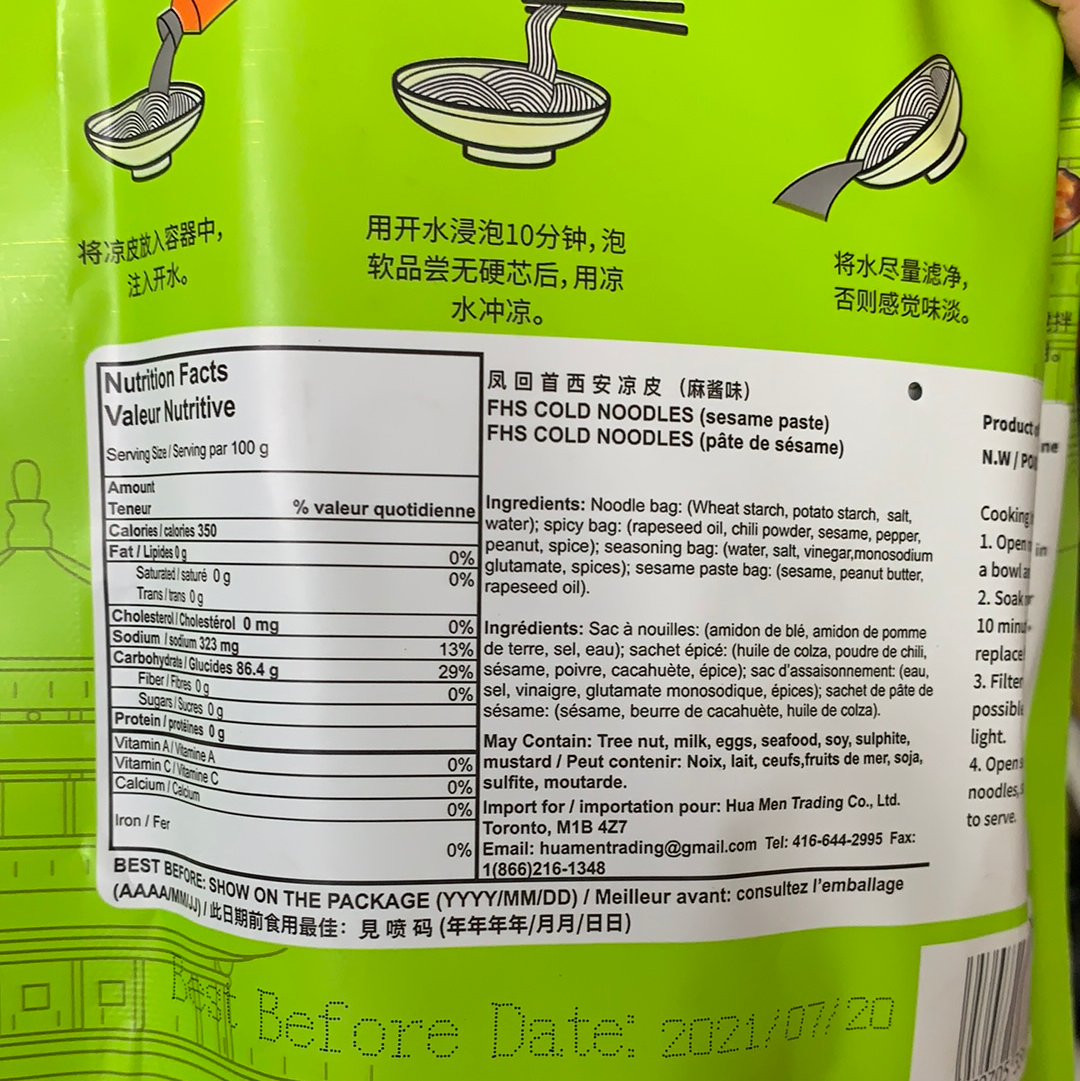 将凉皮放入容器中，
注入开水。
用开水浸泡10分钟，泡
软品尝无硬芯后，用凉
水冲凉。
将水尽量滤净，
否则感觉味淡。
Nutrition Facts
Valeur Nutritive
Serving Size / Serving par 100 g
Amount
Teneur % valeur quotidienne
Calories / calories 350
Fat / Lipides 0 g 0%
Saturated / saturé 0 g 0%
Trans / trans 0 g
Cholesterol / Cholestérol 0 mg 0%
Sodium / sodium 323 mg 13%
Carbohydrate / Glucides 86.4 g 29%
Fiber / Fibres 0 g 0%
Sugars / Sucres 0 g
Protein / protéines 0 g
Vitamin A / Vitamine A 0%
Vitamin C / Vitamine C 0%
Calcium / Calcium 0%
Iron / Fer 0%
凤回首西安凉皮 (麻酱味)
FHS COLD NOODLES (sesame paste)
FHS COLD NOODLES (pâte de sésame)
Ingredients: Noodle bag: (Wheat starch, potato starch, salt,
water); spicy bag: (rapeseed oil, chili powder, sesame, pepper,
peanut, spice); seasoning bag: (water, salt, vinegar,monosodium
glutamate, spices); sesame paste bag: (sesame, peanut butter,
rapeseed oil).
Ingrédients: Sac à nouilles: (amidon de blé, amidon de pomme
de terre, sel, eau); sachet épicé: (huile de colza, poudre de chili,
sésame, poivre, cacahuète, épice); sac d'assaisonnement: (eau,
sel, vinaigre, glutamate monosodique, épices); sachet de pâte de
sésame: (sésame, beurre de cacahuète, huile de colza).
May Contain: Tree nut, milk, eggs, seafood, soy, sulphite,
mustard / Peut contenir: Noix, lait, ceufs,fruits de mer, soja,
sulfite, moutarde.
Import for / importation pour: Hua Men Trading Co., Ltd.
Toronto, M1B 4Z7
Email: huamentrading@gmail.com Tel: 416-644-2995 Fax:
1(866)216-1348
BEST BEFORE: SHOW ON THE PACKAGE (YYYY/MM/DD) / Meilleur avant: consultez l'emballage
(AAAA/MM/JJ) / 此日期前食用最佳：見喷码 (年年年年/月月/日日)
Product
N.W /
Cooking
1. Open
a bowl
2. Soak
10
replace
3. Filter
possible
light.
4. Open
noodles,
to serve.
Best Before Date: 2021/07/20